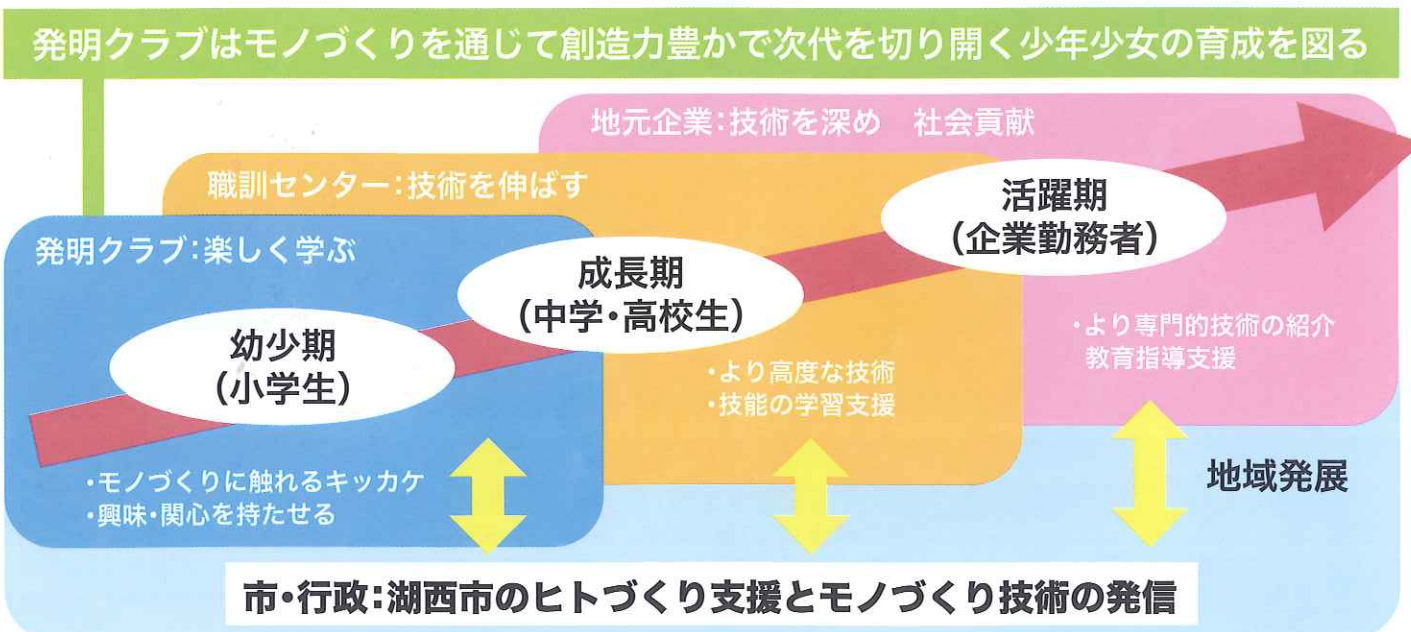 発明クラブはモノづくりを通じて創造力豊かで次代を切り開く少年少女の育成を図る
地元企業:技術を深め　社会貢献
職訓センター:技術を伸ばす
発明クラブ:楽しく学ぶ
活躍期
(企業勤務者)
成長期
(中学・高校生)
幼少期
(小学生)
・より専門的技術の紹介
教育指導支援
・より高度な技術
・技能の学習支援
・モノづくりに触れるキッカケ
・興味・関心を持たせる
地域発展
市・行政:湖西市のヒトづくり支援とモノづくり技術の発信